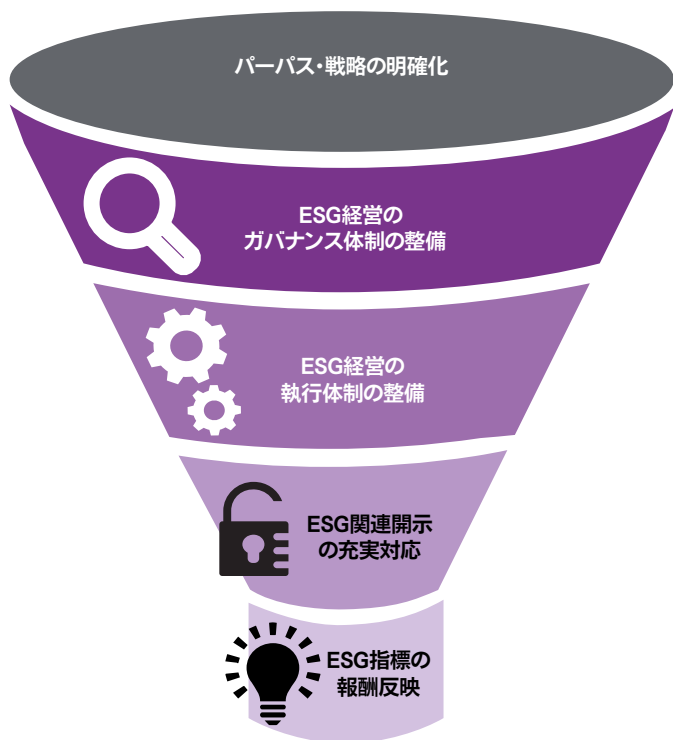 パーパス・戦略の明確化
ESG経営の
ガバナンス体制の整備
ESG経営の
執行体制の整備
ESG関連開示
の充実対応
ESG指標の
報酬反映